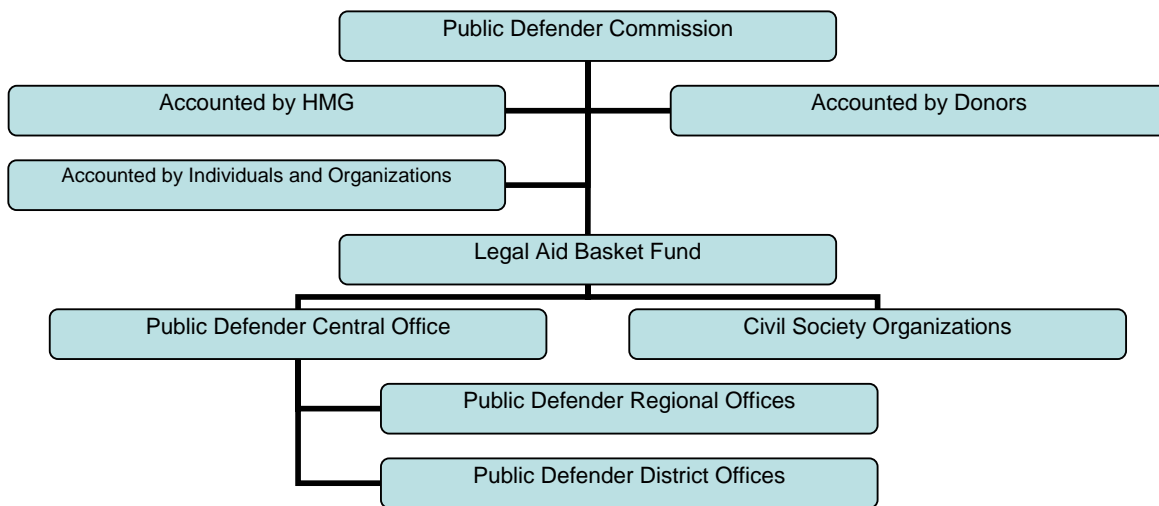 Public Defender Commission
Accounted by HMG
Accounted by Donors
Accounted by Individuals and Organizations
Legal Aid Basket Fund
Public Defender Central Office
Civil Society Organizations
Public Defender Regional Offices
Public Defender District Offices